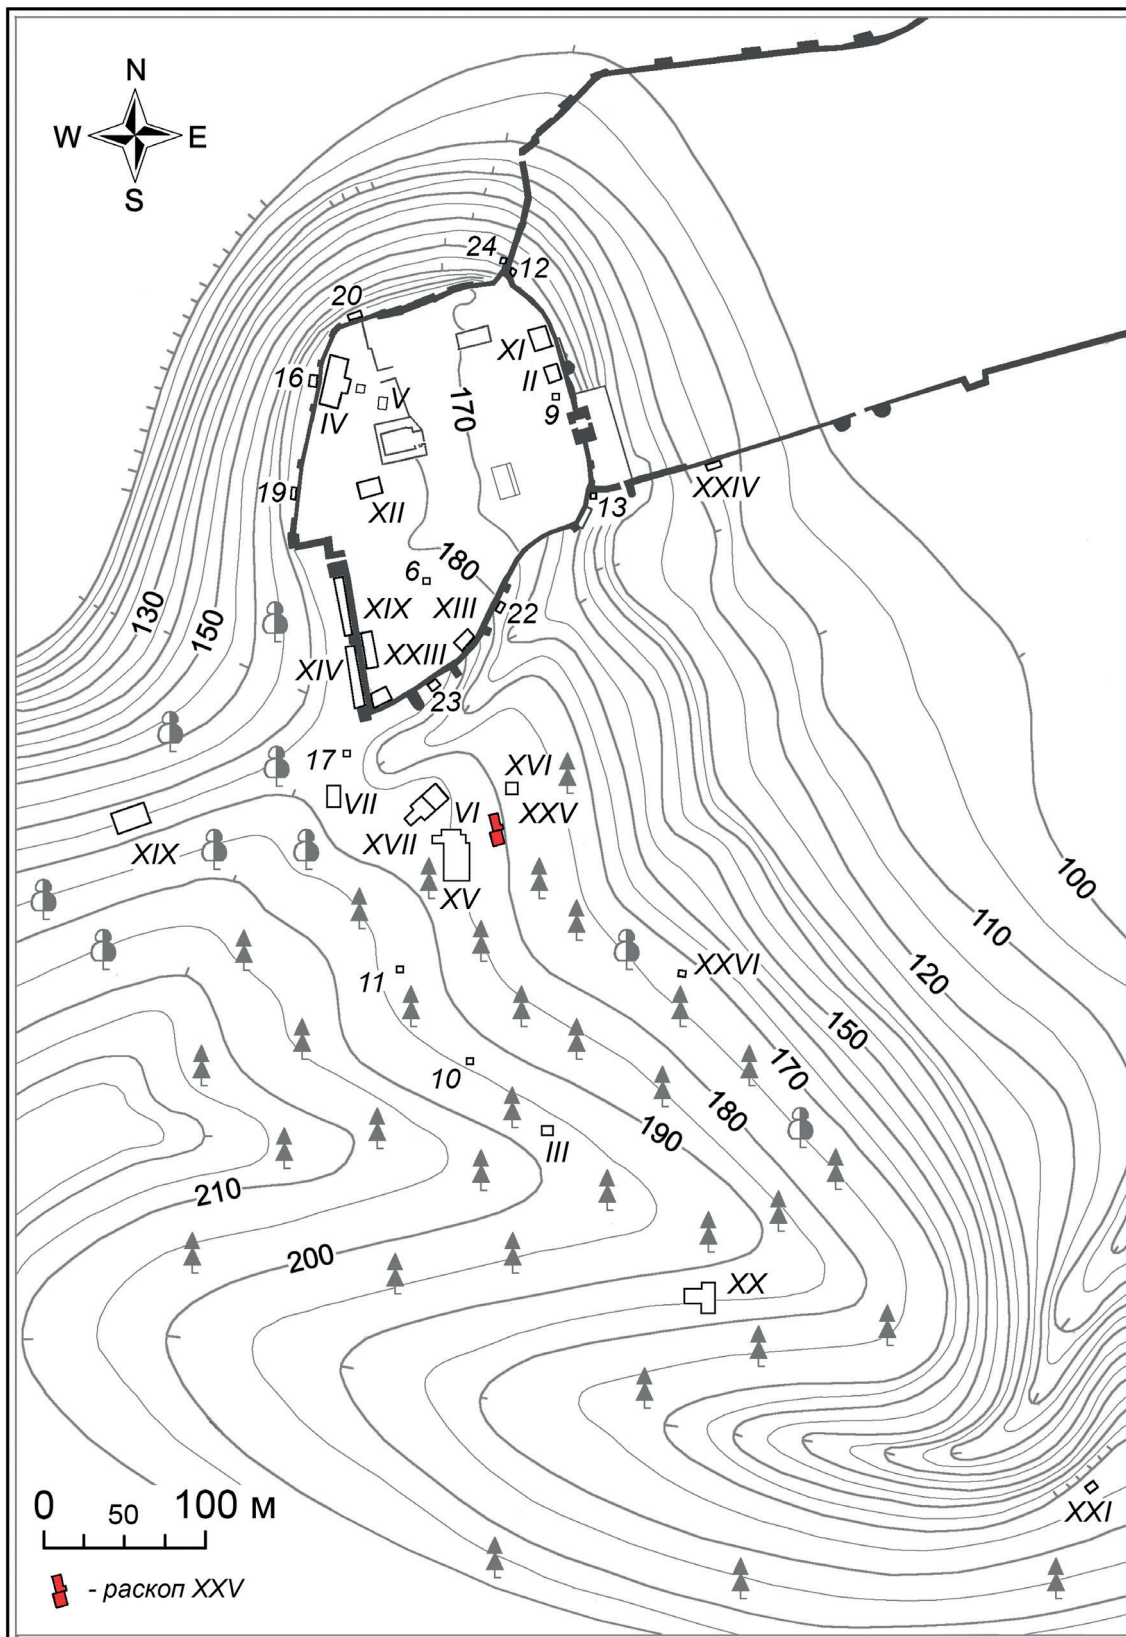 N
W E
S
24
12
20
XI
16
II
IV
V
170
9
XXIV
19
13
XII
180
6
XIX
XIII
22
130
150
XXIII
XIV
23
17
XVI
VII
VI
XXV
XVII
XIX
XV
100
110
XXVI
120
11
150
10
170
180
190
III
210
200
XX
0 50 100 м
XXI
- раскоп XXV